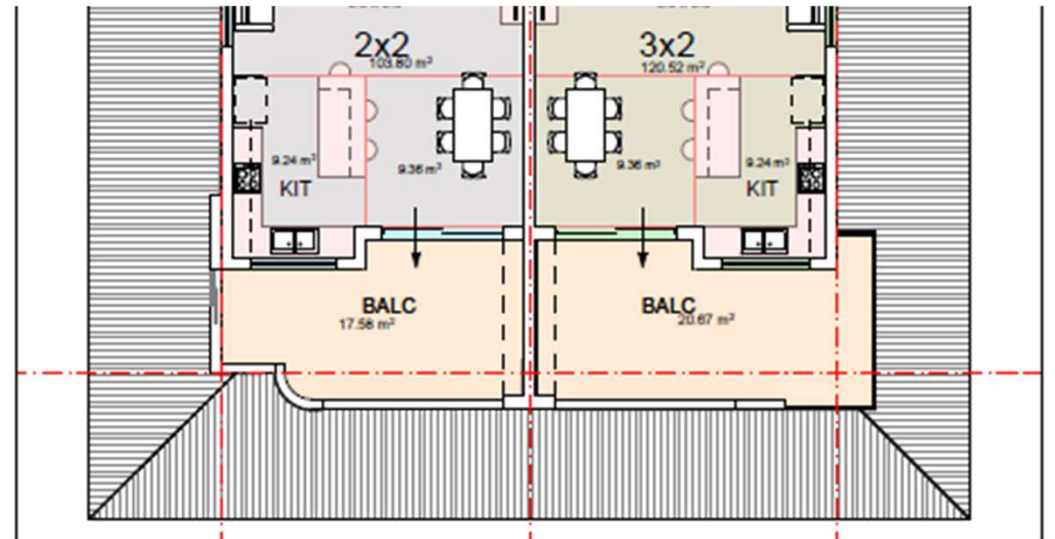 2x2
103.80 m²
3x2
120.52 m²
9.24 m²
KIT
9.36 m²
9.36 m²
9.24 m²
KIT
BALC
17.58 m²
BALC
20.67 m²